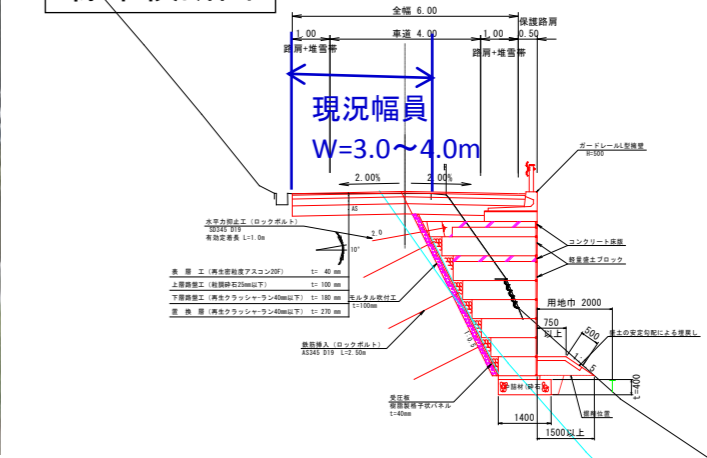 全幅 6.00
保護路肩
1.00
車道 4.00
1.00
0.50
路肩+堆雪帯
路肩+堆雪帯
現況幅員
W=3.0～4.0m
ガードレールL型擁壁
H=500
2.00%
2.00%
AS
水平力抑止工（ロックボルト）
SD345 D19
有効定着長 L=1.0m
2.0
10°
コンクリート床版
軽量盛土ブロック
表 層 工（再生密粒度アスコン20F） t= 40 mm
上層路盤工（粒調砕石25mm以下） t= 100 mm
下層路盤工（再生クラッシャ-ラン40mm以下） t= 180 mm
置 換 層（再生クラッシャ-ラン40mm以下） t= 270 mm
モルタル吹付工
t=100mm
用地巾 2000
750
以上
500
盛土の安定勾配による埋戻し
鉄筋挿入（ロックボルト）
AS345 D19 L=2.50m
受圧板
樹脂製格子状パネル
t=40mm
t=400
掘削位置
1400
1500以上